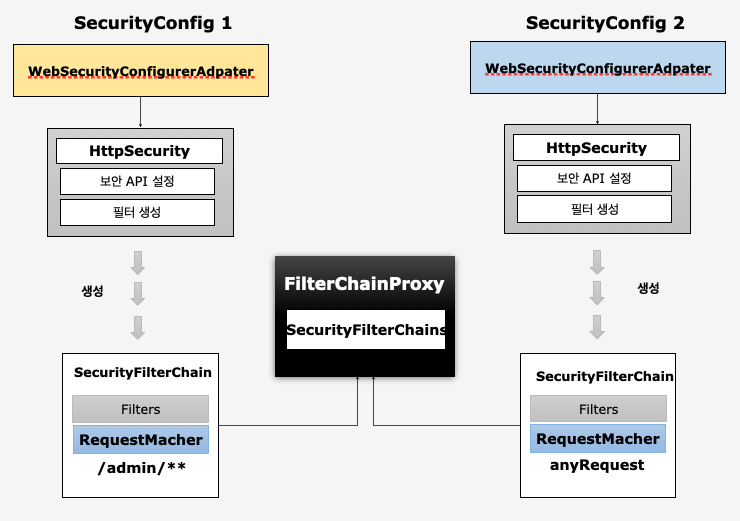 SecurityConfig 1
WebSecurityConfigurerAdpater
HttpSecurity
보안 API 설정
필터 생성
생성
SecurityFilterChain
Filters
RequestMacher
/admin/**
FilterChainProxy
SecurityFilterChains
SecurityConfig 2
WebSecurityConfigurerAdpater
HttpSecurity
보안 API 설정
필터 생성
생성
SecurityFilterChain
Filters
RequestMacher
anyRequest